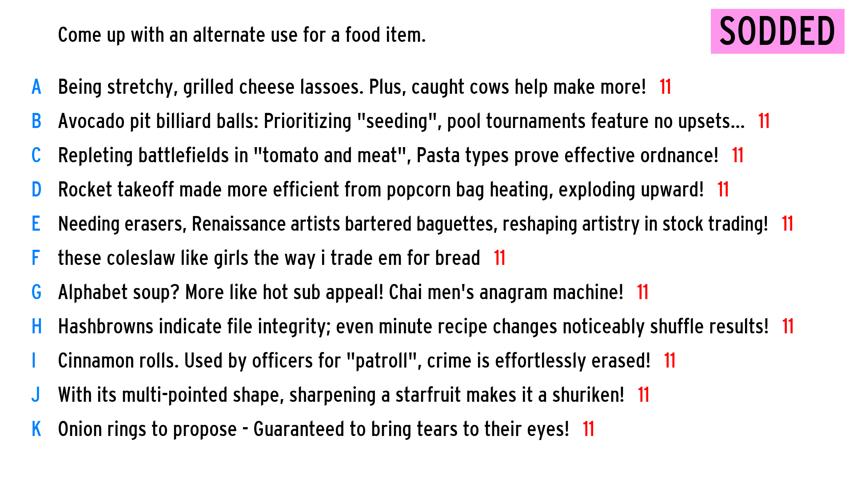 Come up with an alternate use for a food item.
SODDED
A Being stretchy, grilled cheese lassoes. Plus, caught cows help make more! 11
B Avocado pit billiard balls: Prioritizing "seeding", pool tournaments feature no upsets... 11
C Repleting battlefields in "tomato and meat", Pasta types prove effective ordnance! 11
D Rocket takeoff made more efficient from popcorn bag heating, exploding upward! 11
E Needing erasers, Renaissance artists bartered baguettes, reshaping artistry in stock trading! 11
F these coleslaw like girls the way i trade em for bread 11
G Alphabet soup? More like hot sub appeal! Chai men's anagram machine! 11
H Hashbrowns indicate file integrity; even minute recipe changes noticeably shuffle results! 11
I Cinnamon rolls. Used by officers for "patroll", crime is effortlessly erased! 11
J With its multi-pointed shape, sharpening a starfruit makes it a shuriken! 11
K Onion rings to propose - Guaranteed to bring tears to their eyes! 11